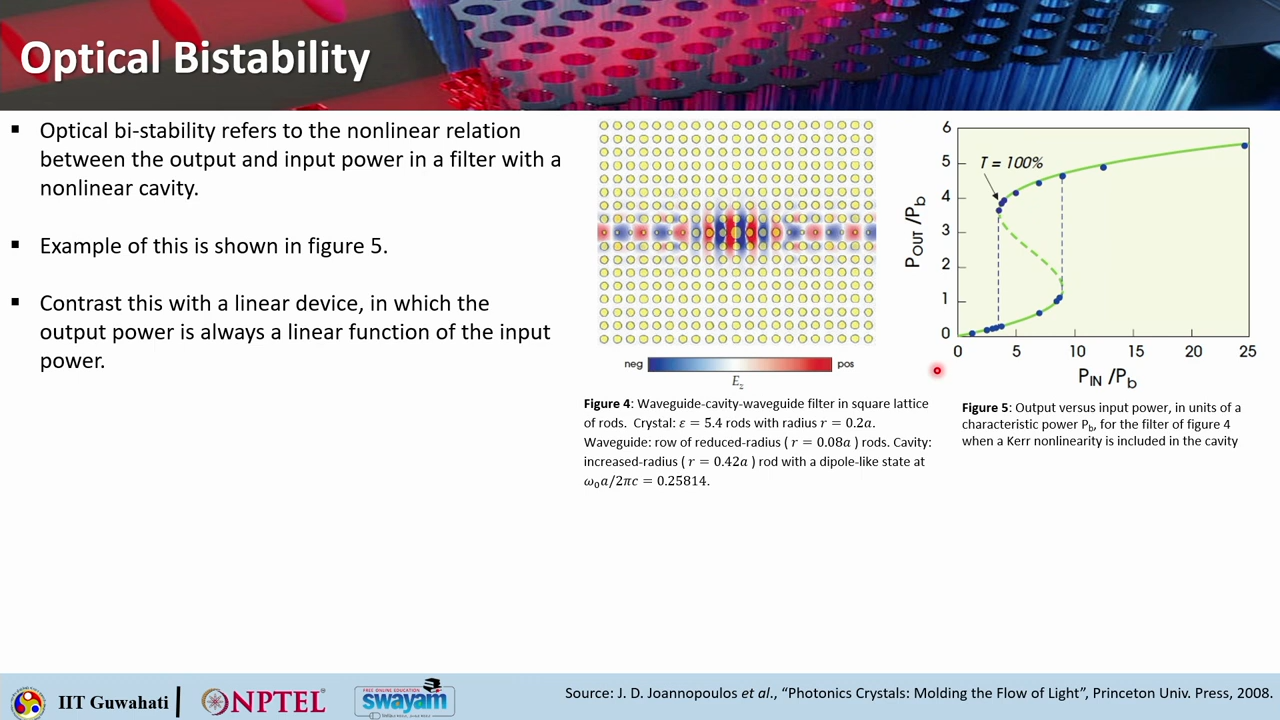 Optical Bistability
▪ Optical bi-stability refers to the nonlinear relation
between the output and input power in a filter with a
nonlinear cavity.
▪ Example of this is shown in figure 5.
▪ Contrast this with a linear device, in which the
output power is always a linear function of the input
power.
neg
pos
E_z
Figure 4: Waveguide-cavity-waveguide filter in square lattice
of rods. Crystal: ε = 5.4 rods with radius r = 0.2a.
Waveguide: row of reduced-radius ( r = 0.08a ) rods. Cavity:
increased-radius ( r = 0.42a ) rod with a dipole-like state at
ω₀a/2πc = 0.25814.
T = 100%
P_OUT /P_b
6
5
4
3
2
1
0
0 5 10 15 20 25
P_IN /P_b
Figure 5: Output versus input power, in units of a
characteristic power P_b, for the filter of figure 4
when a Kerr nonlinearity is included in the cavity
IIT Guwahati
NPTEL
FREE ONLINE EDUCATION
swayam
Source: J. D. Joannopoulos et al., “Photonics Crystals: Molding the Flow of Light”, Princeton Univ. Press, 2008.